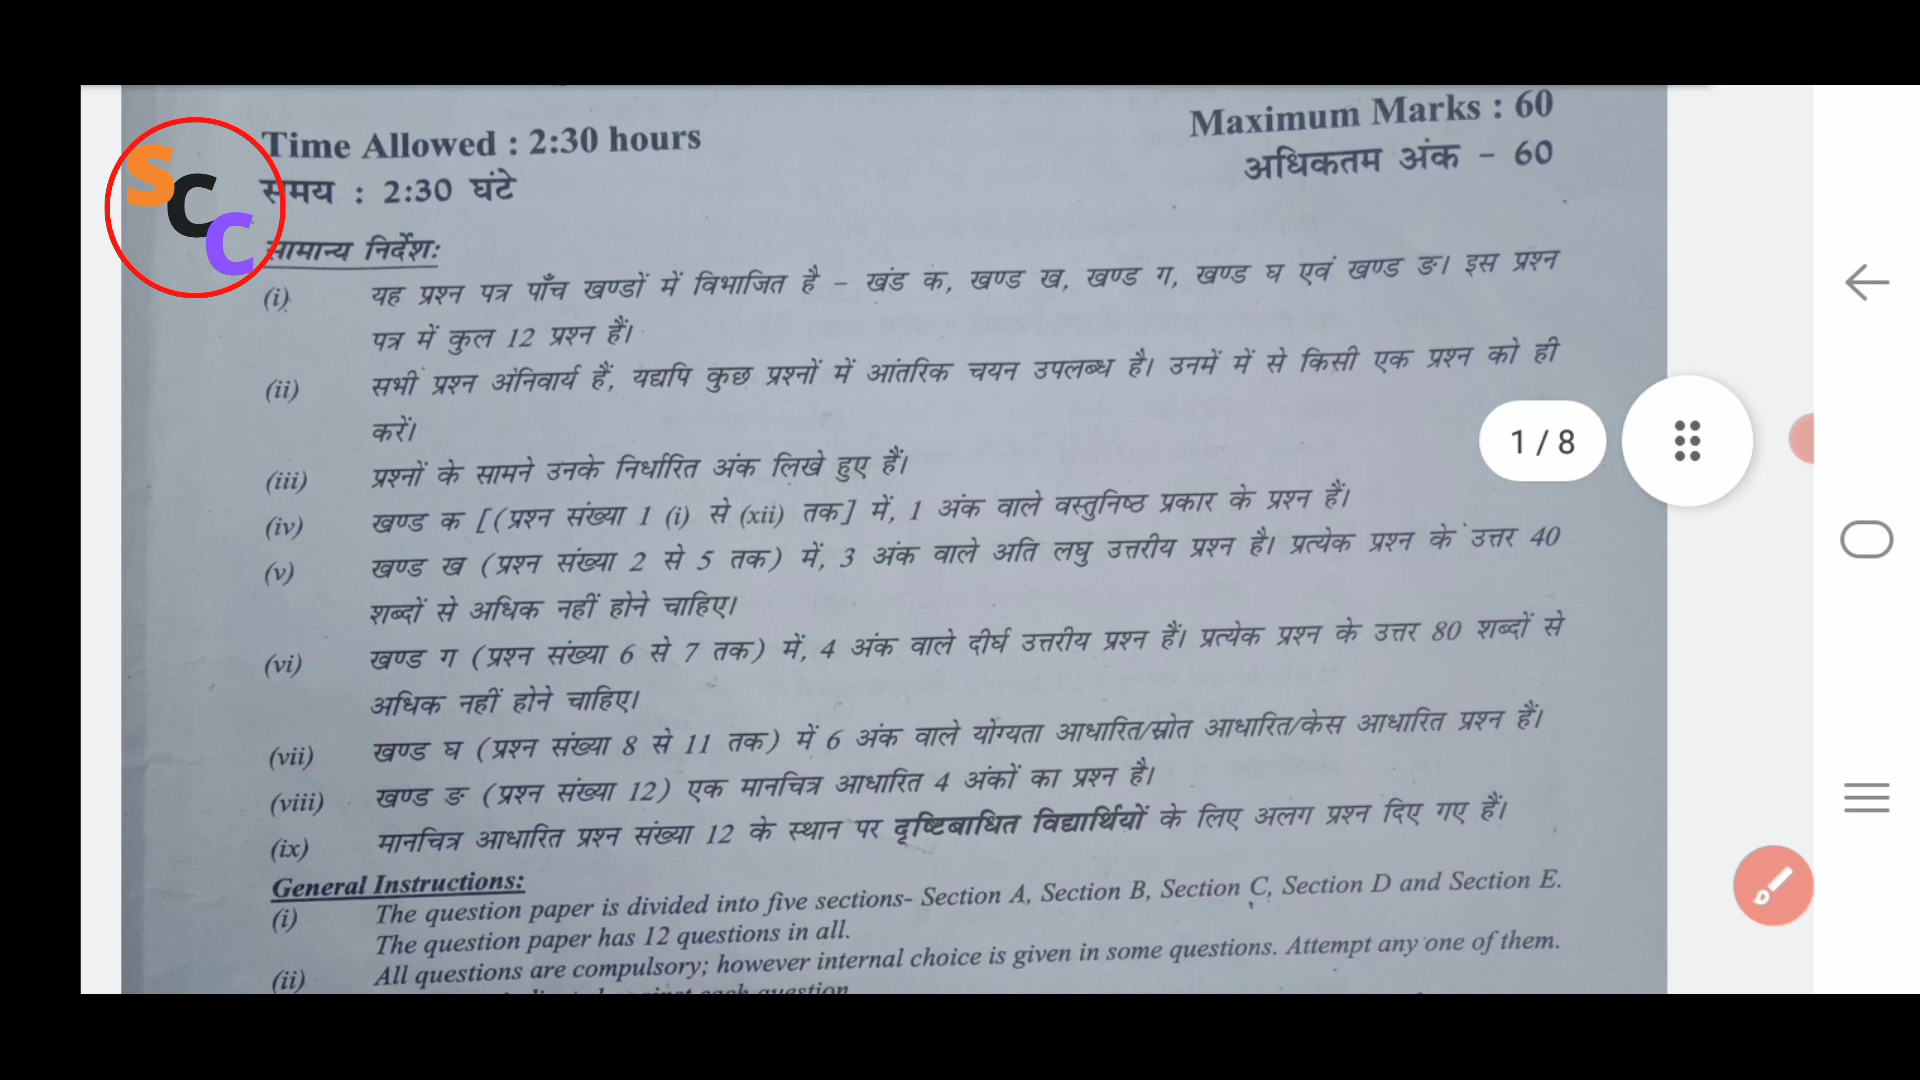 Time Allowed : 2:30 hours
Maximum Marks : 60
समय : 2:30 घंटे
अधिकतम अंक - 60
SCC
सामान्य निर्देशः
(i) यह प्रश्न पत्र पाँच खण्डों में विभाजित है - खंड क, खण्ड ख, खण्ड ग, खण्ड घ एवं खण्ड ङ। इस प्रश्न
पत्र में कुल 12 प्रश्न हैं।
(ii) सभी प्रश्न अनिवार्य हैं, यद्यपि कुछ प्रश्नों में आंतरिक चयन उपलब्ध है। उनमें में से किसी एक प्रश्न को ही
करें।
(iii) प्रश्नों के सामने उनके निर्धारित अंक लिखे हुए हैं।
(iv) खण्ड क [(प्रश्न संख्या 1 (i) से (xii) तक] में, 1 अंक वाले वस्तुनिष्ठ प्रकार के प्रश्न हैं।
(v) खण्ड ख (प्रश्न संख्या 2 से 5 तक) में, 3 अंक वाले अति लघु उत्तरीय प्रश्न है। प्रत्येक प्रश्न के उत्तर 40
शब्दों से अधिक नहीं होने चाहिए।
(vi) खण्ड ग (प्रश्न संख्या 6 से 7 तक) में, 4 अंक वाले दीर्घ उत्तरीय प्रश्न हैं। प्रत्येक प्रश्न के उत्तर 80 शब्दों से
अधिक नहीं होने चाहिए।
(vii) खण्ड घ (प्रश्न संख्या 8 से 11 तक) में 6 अंक वाले योग्यता आधारित/स्रोत आधारित/केस आधारित प्रश्न हैं।
(viii) खण्ड ङ (प्रश्न संख्या 12) एक मानचित्र आधारित 4 अंकों का प्रश्न है।
(ix) मानचित्र आधारित प्रश्न संख्या 12 के स्थान पर दृष्टिबाधित विद्यार्थियों के लिए अलग प्रश्न दिए गए हैं।
General Instructions:
(i) The question paper is divided into five sections- Section A, Section B, Section C, Section D and Section E.
The question paper has 12 questions in all.
(ii) All questions are compulsory; however internal choice is given in some questions. Attempt any one of them.
against each question
1 / 8